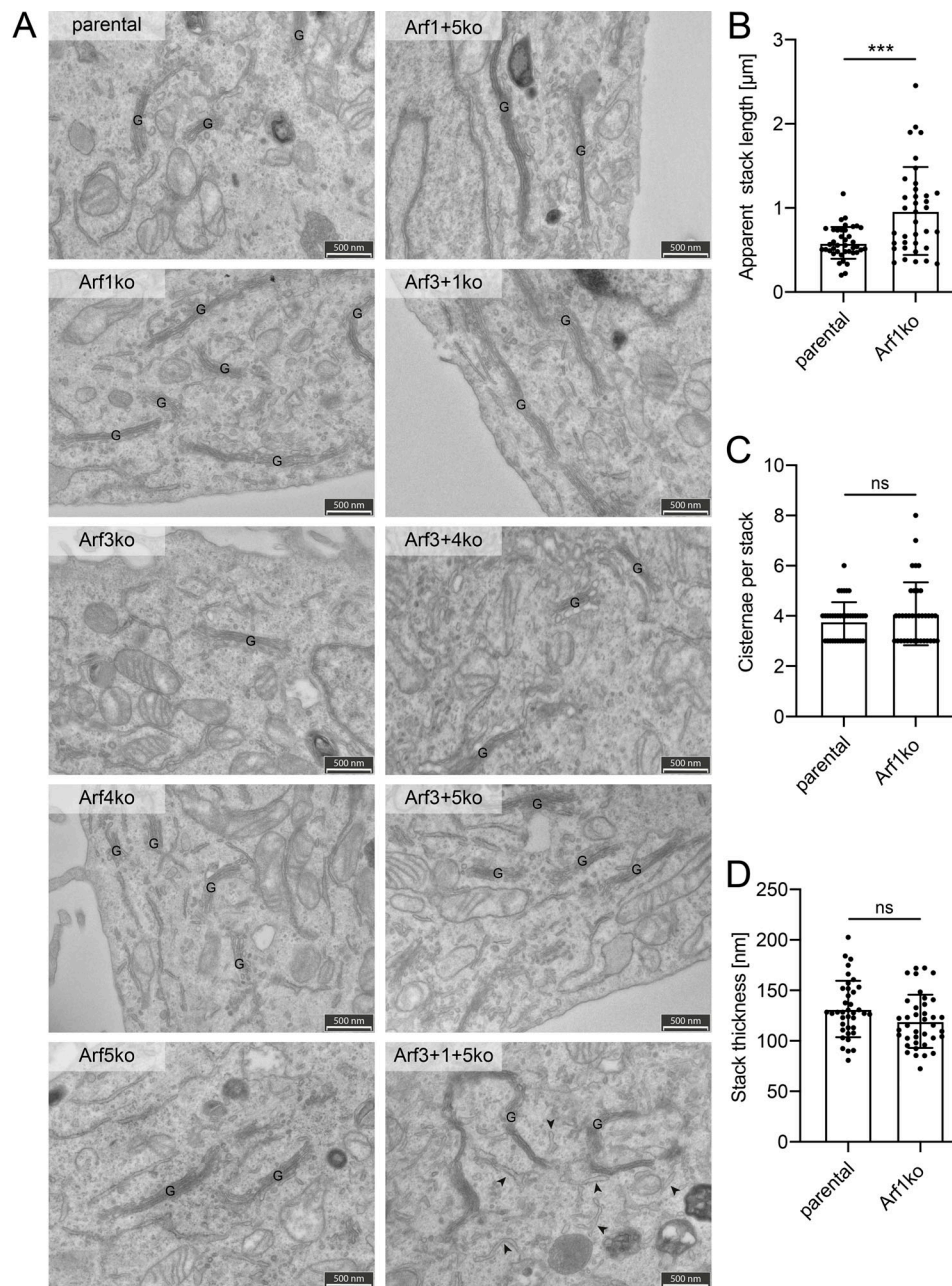 A
parental
G
G
G
500 nm
Arf1+5ko
G
G
500 nm
Arf1ko
G
G
G
G
G
G
500 nm
Arf3+1ko
G
G
500 nm
Arf3ko
G
500 nm
Arf3+4ko
G
G
G
500 nm
Arf4ko
G
G
G
G
500 nm
Arf3+5ko
G
G
G
G
500 nm
Arf5ko
G
G
500 nm
Arf3+1+5ko
G
G
500 nm
B
Apparent stack length [µm]
3
2
1
0
***
parental
Arf1ko
C
Cisternae per stack
10
8
6
4
2
0
ns
parental
Arf1ko
D
Stack thickness [nm]
250
200
150
100
50
0
ns
parental
Arf1ko